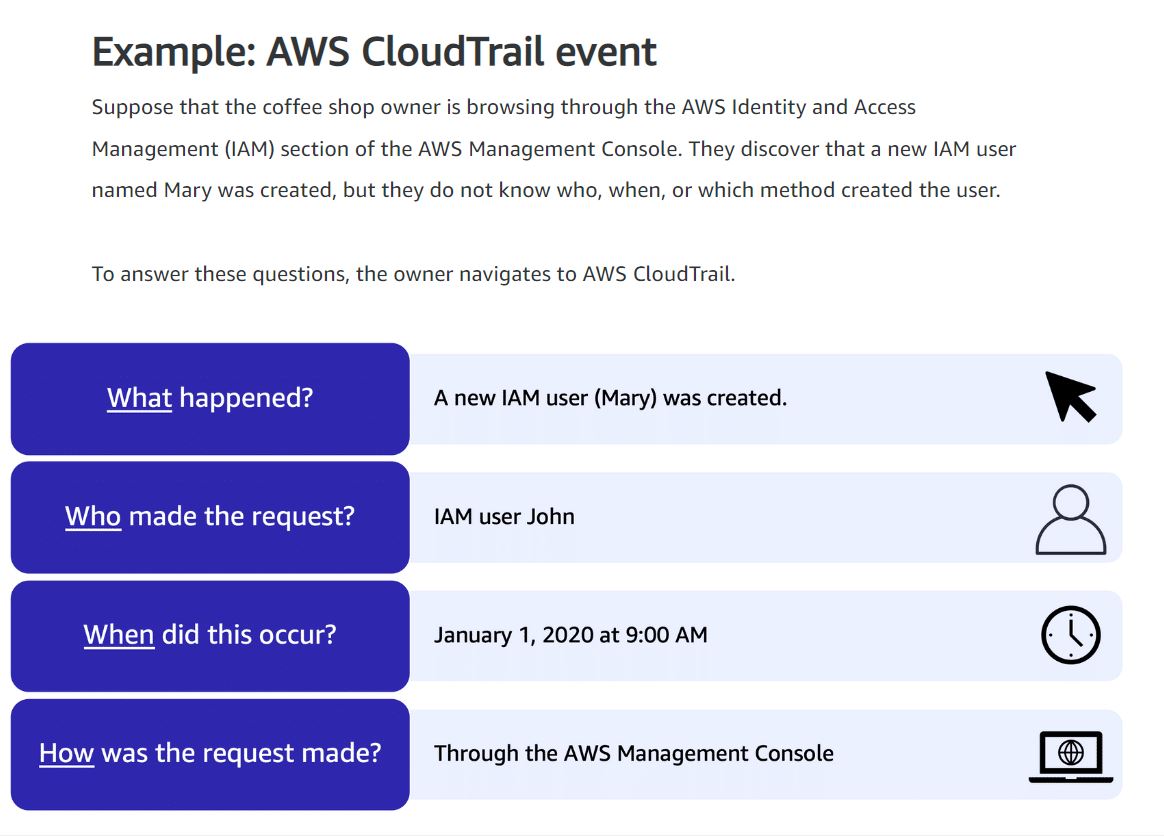 Example: AWS CloudTrail event
Suppose that the coffee shop owner is browsing through the AWS Identity and Access
Management (IAM) section of the AWS Management Console. They discover that a new IAM user
named Mary was created, but they do not know who, when, or which method created the user.
To answer these questions, the owner navigates to AWS CloudTrail.
What happened?
A new IAM user (Mary) was created.
Who made the request?
IAM user John
When did this occur?
January 1, 2020 at 9:00 AM
How was the request made?
Through the AWS Management Console